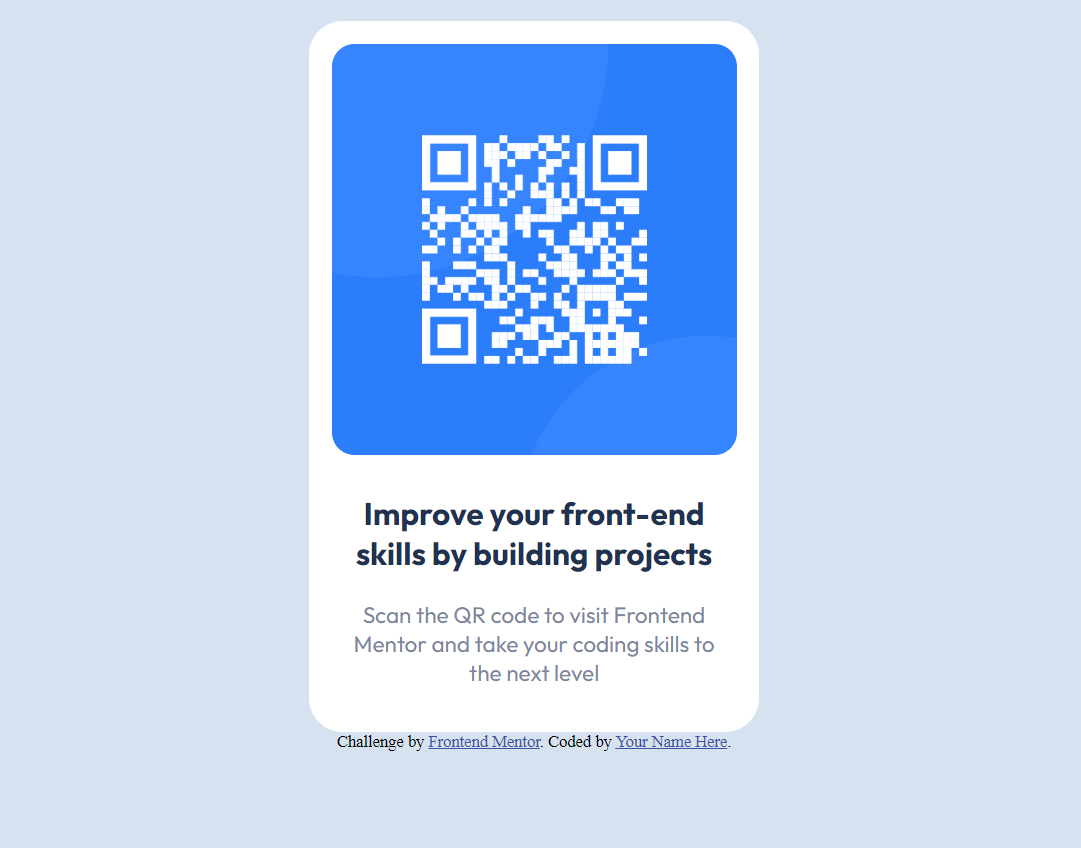 Improve your front-end
skills by building projects
Scan the QR code to visit Frontend
Mentor and take your coding skills to
the next level
Challenge by Frontend Mentor. Coded by Your Name Here.